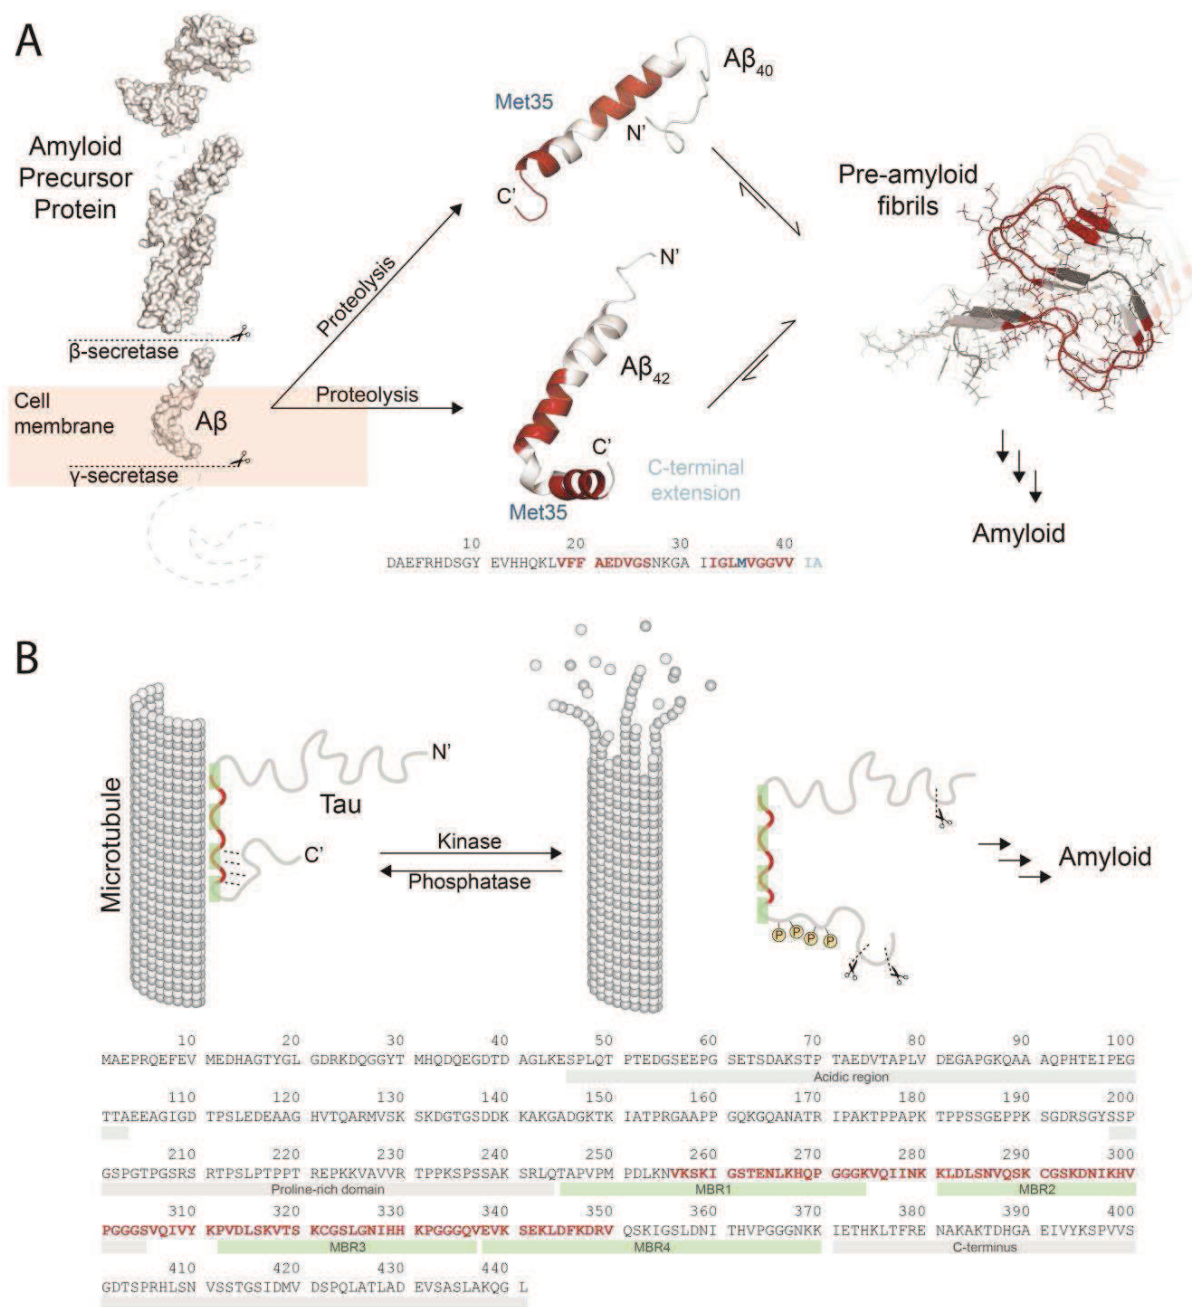 A
Amyloid
Precursor
Protein
β-secretase
Cell
membrane
Aβ
γ-secretase
Proteolysis
Proteolysis
Met35
Aβ40
N'
C'
N'
Aβ42
C'
C-terminal
extension
Met35
Pre-amyloid
fibrils
Amyloid
10 20 30 40
DAEFRHDSGY EVHHQKLVFF AEDVGSNKGA IIGLMVGGVV IA
B
Microtubule
Tau
N'
C'
Kinase
Phosphatase
P P P P
Amyloid
10 20 30 40 50 60 70 80 90 100
MAEPRQEFEV MEDHAGTYGL GDRKDQGGYT MHQDQEGDTD AGLKESPLQT PTEDGSEEPG SETSDAKSTP TAEDVTAPLV DEGAPGKQAA AQPHTEIPEG
Acidic region
110 120 130 140 150 160 170 180 190 200
TTAEEAGIGD TPSLEDEAAG HVTQARMVSK SKDGTGSDDK KAKGADGKTK IATPRGAAPP GQKGQANATR IPAKTPPAPK TPPSSGEPPK SGDRSGYSSP
210 220 230 240 250 260 270 280 290 300
GSPGTPGSRS RTPSLPTPPT REPKKVAVVR TPPKSPSSAK SRLQTAPVPM PDLKNVKSKI GSTENLKHQP GGGKVQIINK KLDLSNVQSK CGSKDNIKHV
Proline-rich domain MBR1 MBR2
310 320 330 340 350 360 370 380 390 400
PGGGSVQIVY KPVDLSKVTS KCGSLGNIHH KPGGGQVEVK SEKLDFKDRV QSKIGSLDNI THVPGGGNKK IETHKLTFRE NAKAKTDHGA EIVYKSPVVS
MBR3 MBR4 C-terminus
410 420 430 440
GDTSPRHLSN VSSTGSIDMV DSPQLATLAD EVSASLAKQG L